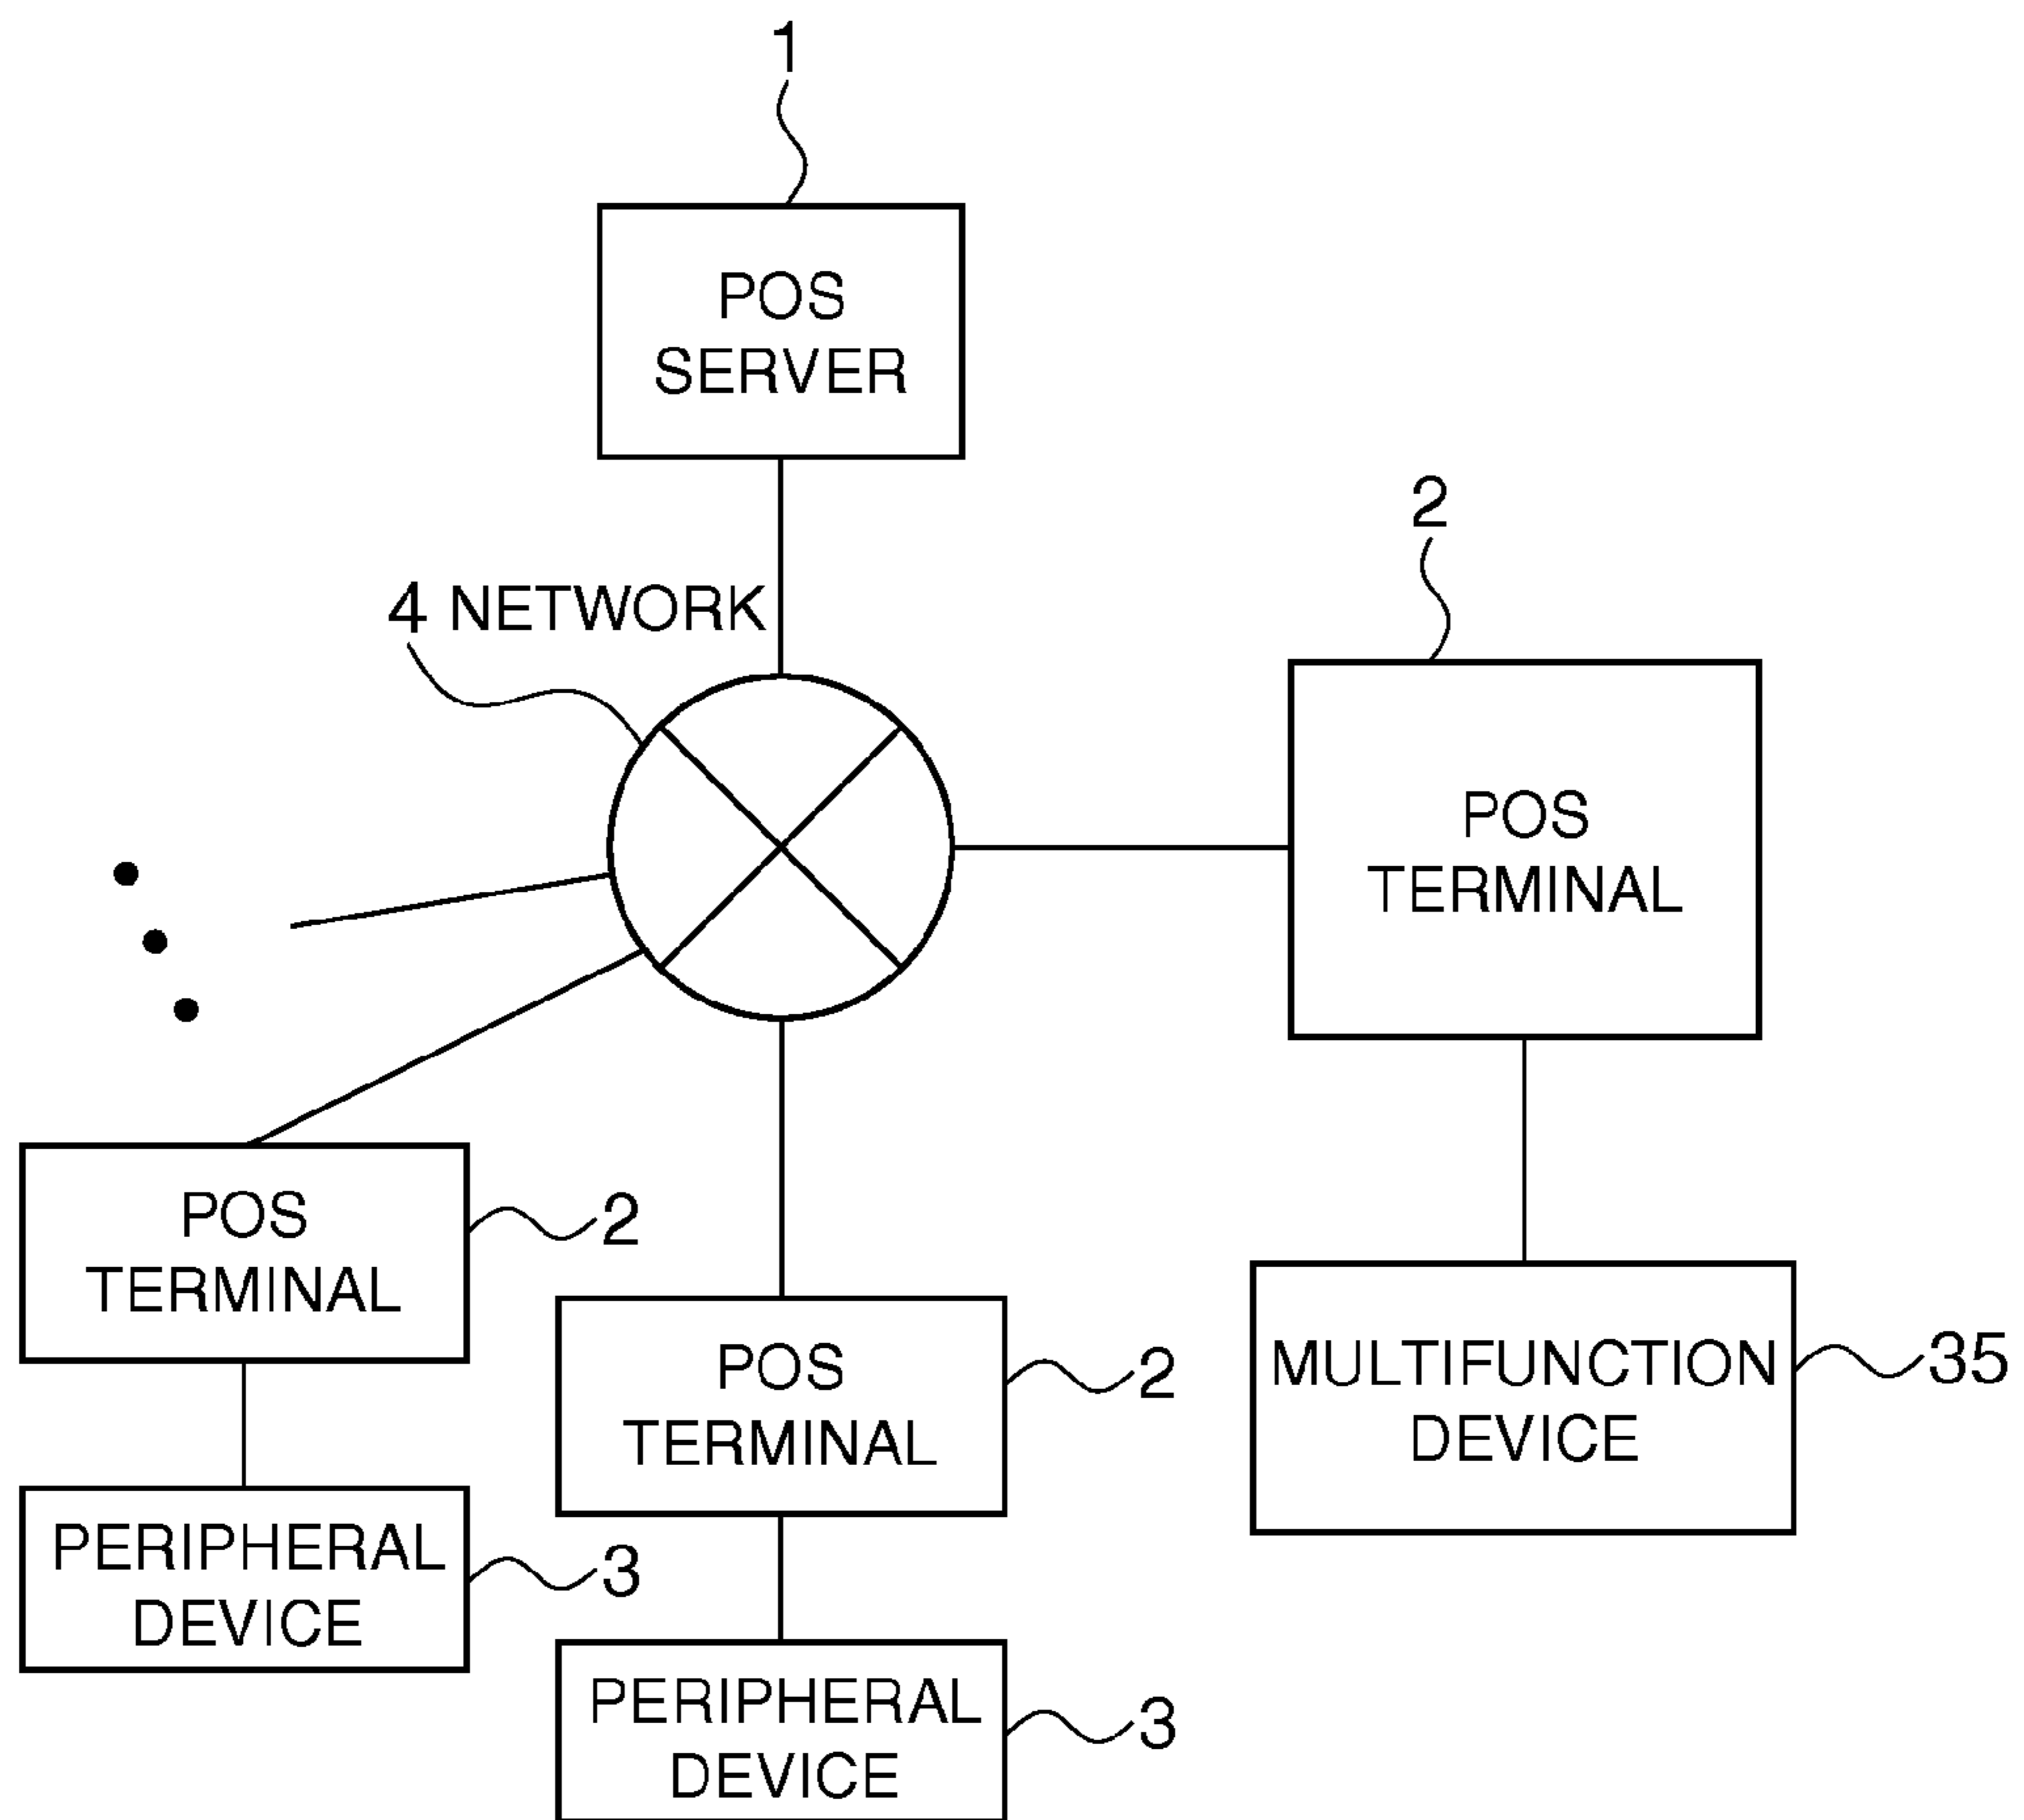 1
POS
SERVER
4 NETWORK
2
POS
TERMINAL
POS
TERMINAL
2
POS
TERMINAL
2
MULTIFUNCTION
DEVICE
35
PERIPHERAL
DEVICE
3
PERIPHERAL
DEVICE
3